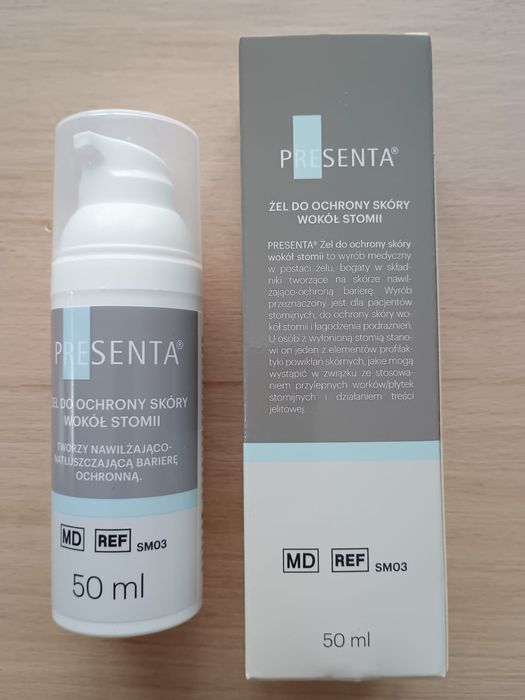 PRESENTA®
ŻEL DO OCHRONY SKÓRY
WOKÓŁ STOMII
TWORZY NAWILŻAJĄCO-
NATŁUSZCZAJĄCĄ BARIERĘ
OCHRONNĄ.
MD REF SM03
50 ml
PRESENTA®
ŻEL DO OCHRONY SKÓRY
WOKÓŁ STOMII
PRESENTA® Żel do ochrony skóry
wokół stomii to wyrób medyczny
w postaci żelu, bogaty w skład-
niki tworzące na skórze nawil-
żająco-ochroną barierę. Wyrób
przeznaczony jest dla pacjentów
stomijnych, do ochrony skóry wo-
kół stomii i łagodzenia podrażnień.
U osób z wyłonioną stomią stano-
wi on jeden z elementów profilak-
tyki powikłań skórnych, jakie mogą
wystąpić w związku ze stosowa-
niem przylepnych worków/płytek
stomijnych i działaniem treści
jelitowej.
MD REF SM03
50 ml